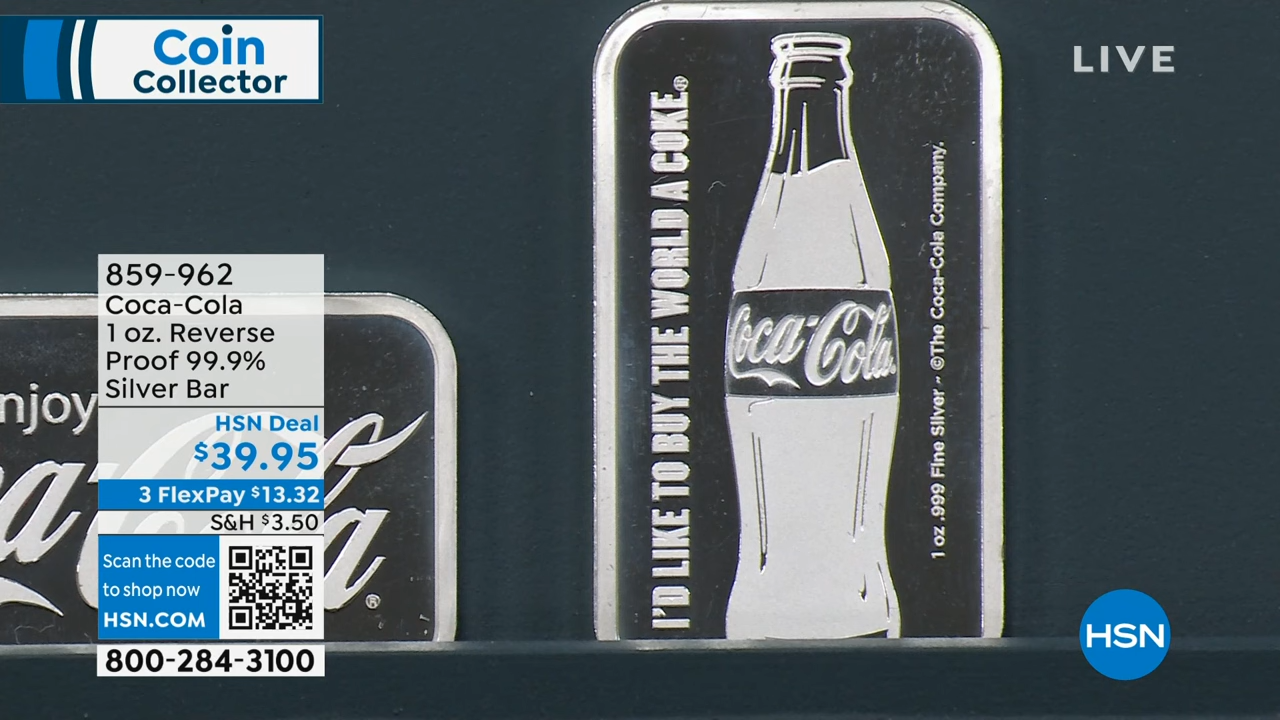 Coin
Collector
LIVE
859-962
Coca-Cola
1 oz. Reverse
Proof 99.9%
Silver Bar
HSN Deal
$39.95
3 FlexPay $13.32
S&H $3.50
Scan the code
to shop now
HSN.COM
800-284-3100
njoy
I'D LIKE TO BUY THE WORLD A COKE.®
Coca-Cola
1 oz .999 Fine Silver ~ ©The Coca-Cola Company.
HSN